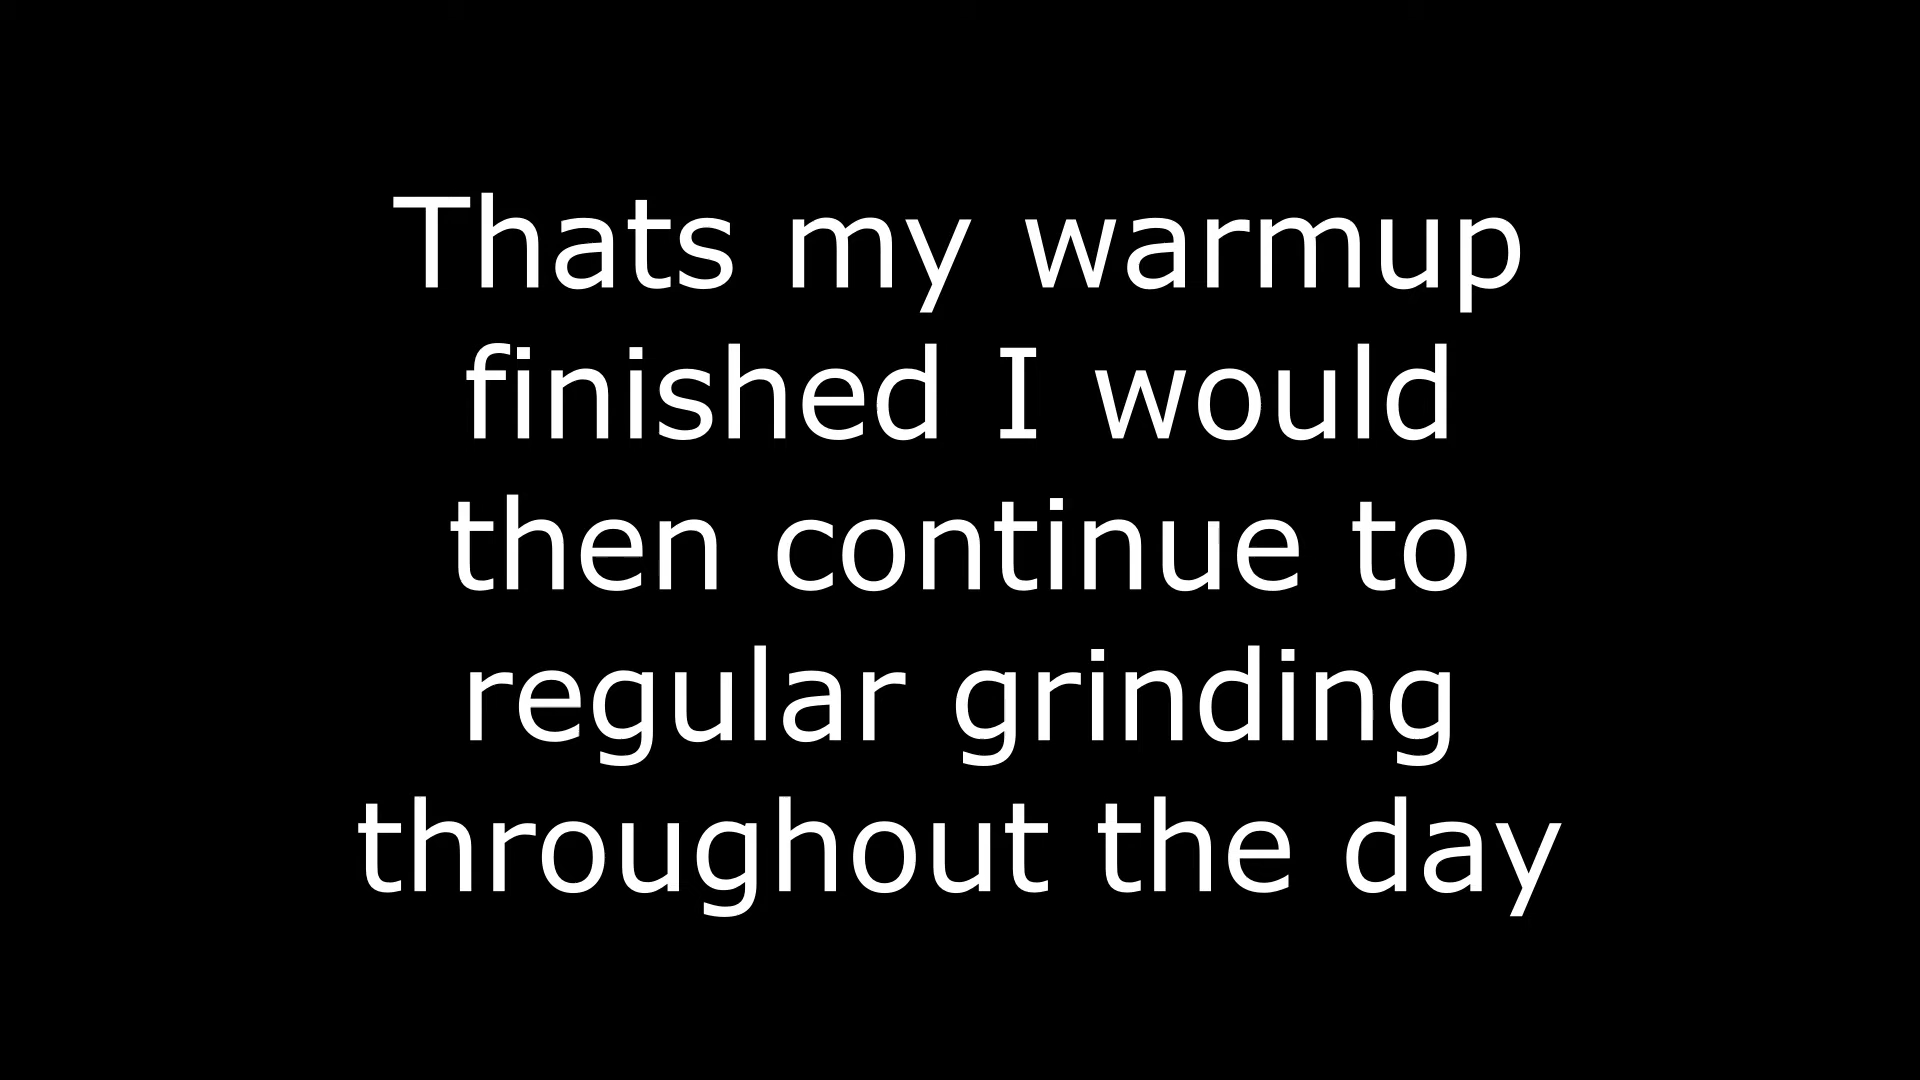 Thats my warmup
finished I would
then continue to
regular grinding
throughout the day